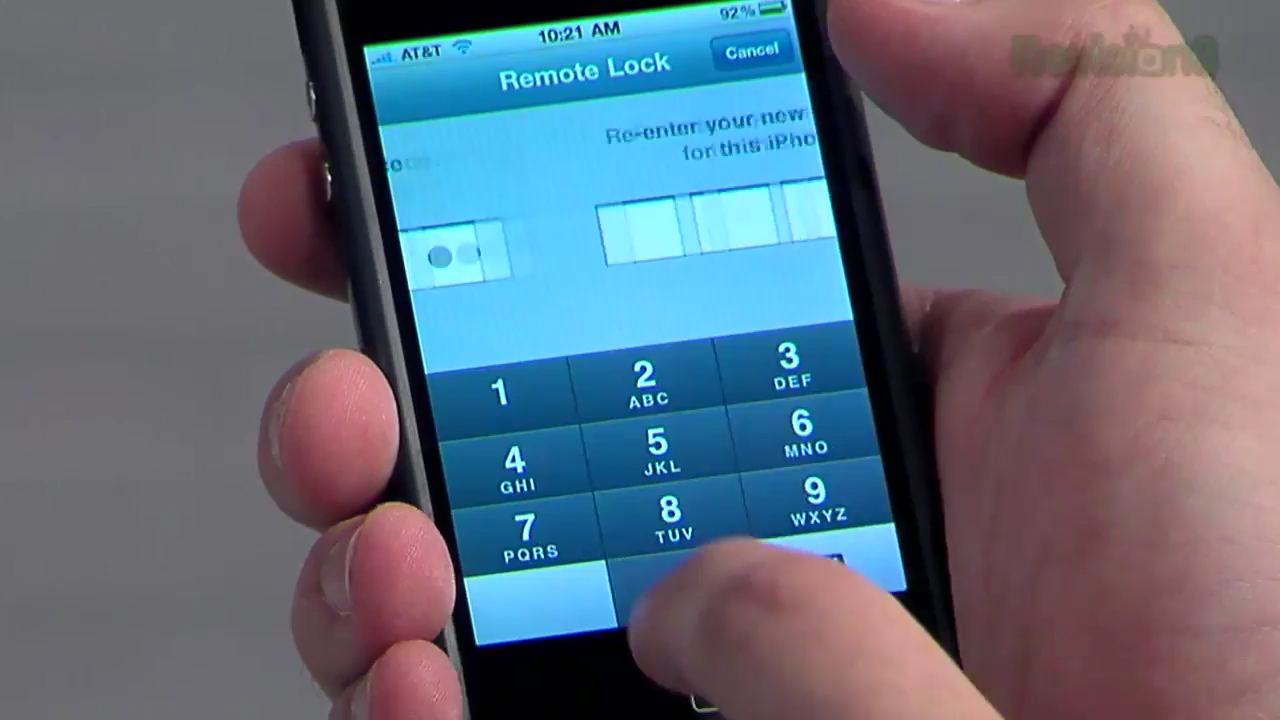 AT&T 10:21 AM 92%
Remote Lock Cancel
Re-enter your new
for this iPho
1
2 ABC
3 DEF
4 GHI
5 JKL
6 MNO
7 PQRS
8 TUV
9 WXYZ
Revision3